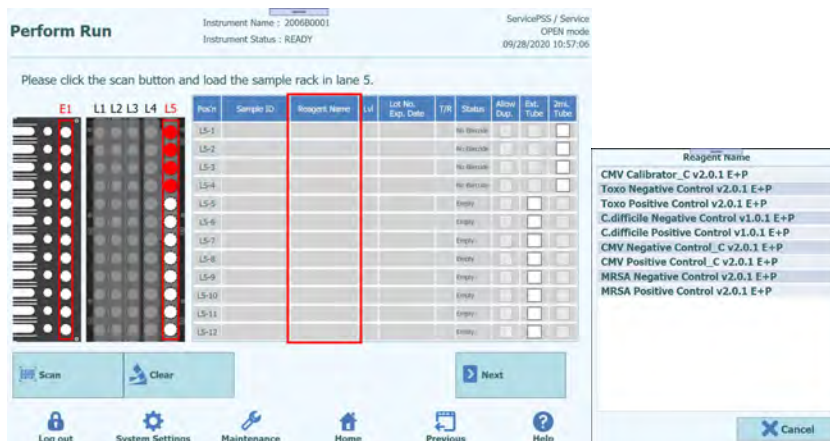 Perform Run
Instrument Name : 200680001
Instrument Status : READY
ServicePSS / Service
OPEN mode
09/28/2020 10:57:06
Please click the scan button and load the sample rack in lane 5.
E1 L1 L2 L3 L4 L5
Pos'n Sample ID Reagent Name Lvl Lot No. Exp. Date T/R Status Allow Dup. Ext. Tube 2mL Tube
L5-1 No Barcode
L5-2 No Barcode
L5-3 No Barcode
L5-4 No Barcode
L5-5 Empty
L5-6 Empty
L5-7 Empty
L5-8 Empty
L5-9 Empty
L5-10 Empty
L5-11 Empty
L5-12 Empty
Scan
Clear
Next
Log out
System Settings
Maintenance
Home
Previous
Help
Reagent Name
CMV Calibrator_C v2.0.1 E+P
Toxo Negative Control v2.0.1 E+P
Toxo Positive Control v2.0.1 E+P
C.difficile Negative Control v1.0.1 E+P
C.difficile Positive Control v1.0.1 E+P
CMV Negative Control_C v2.0.1 E+P
CMV Positive Control_C v2.0.1 E+P
MRSA Negative Control v2.0.1 E+P
MRSA Positive Control v2.0.1 E+P
Cancel